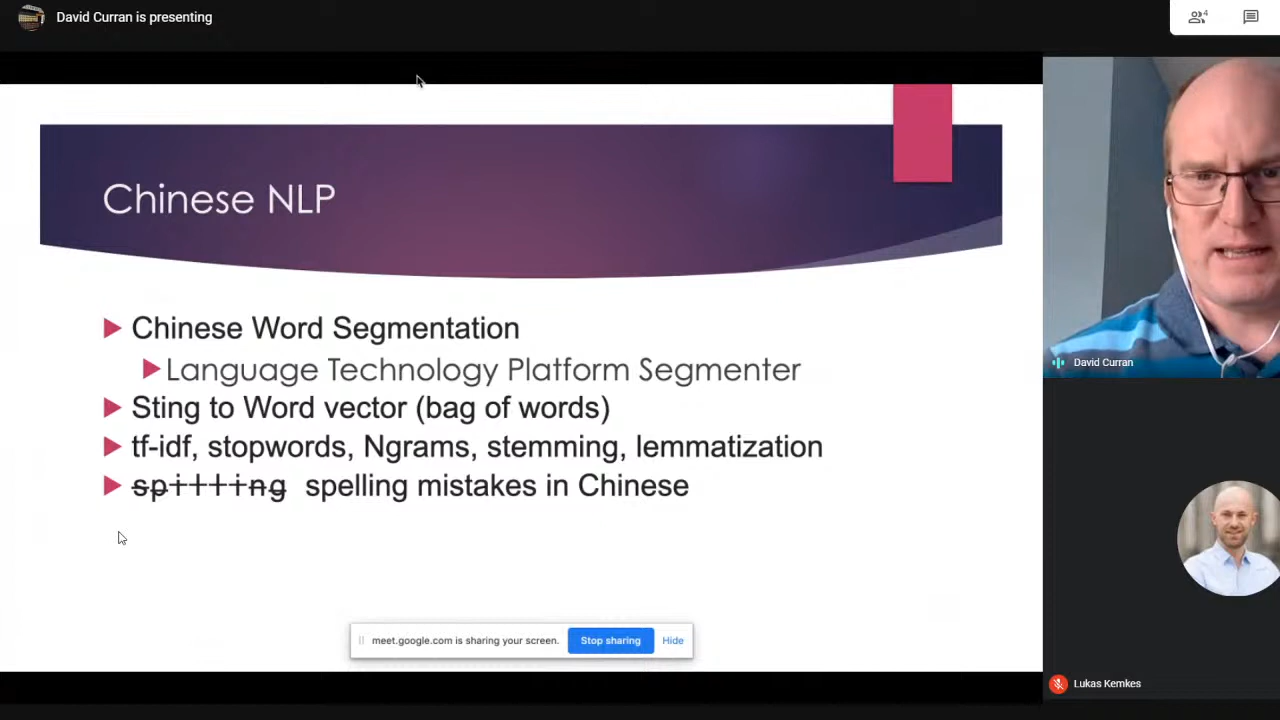 David Curran is presenting
4
Chinese NLP
Chinese Word Segmentation
Language Technology Platform Segmenter
Sting to Word vector (bag of words)
tf-idf, stopwords, Ngrams, stemming, lemmatization
spilling spelling mistakes in Chinese
David Curran
meet.google.com is sharing your screen. Stop sharing Hide
Lukas Kemkes